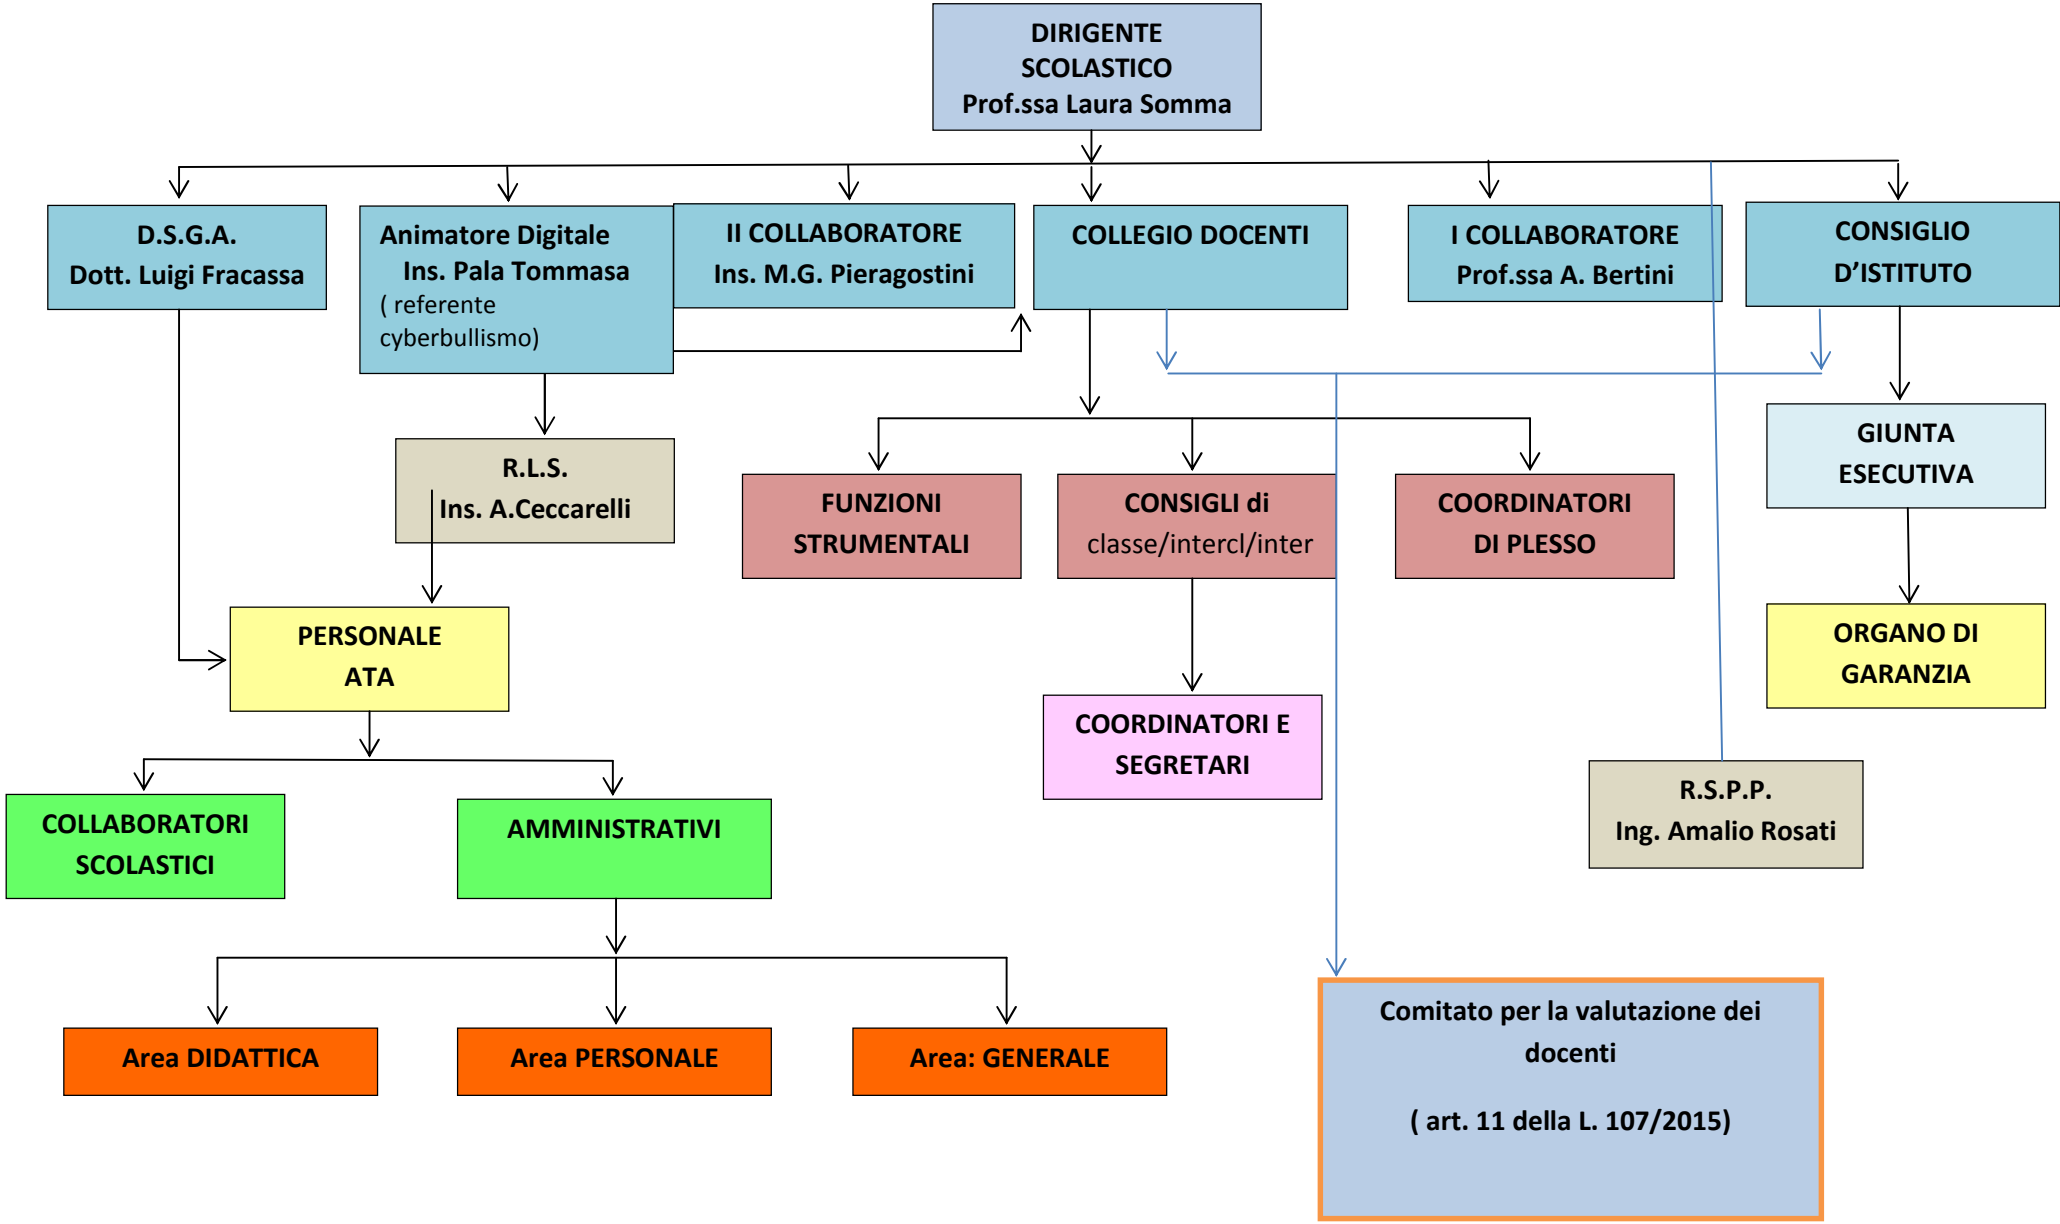 DIRIGENTE
SCOLASTICO
Prof.ssa Laura Somma
D.S.G.A.
Dott. Luigi Fracassa
Animatore Digitale
Ins. Pala Tommasa
( referente
cyberbullismo)
II COLLABORATORE
Ins. M.G. Pieragostini
COLLEGIO DOCENTI
I COLLABORATORE
Prof.ssa A. Bertini
CONSIGLIO
D’ISTITUTO
R.L.S.
Ins. A.Ceccarelli
FUNZIONI
STRUMENTALI
CONSIGLI di
classe/intercl/inter
COORDINATORI
DI PLESSO
GIUNTA
ESECUTIVA
PERSONALE
ATA
ORGANO DI
GARANZIA
COORDINATORI E
SEGRETARI
R.S.P.P.
Ing. Amalio Rosati
COLLABORATORI
SCOLASTICI
AMMINISTRATIVI
Area DIDATTICA
Area PERSONALE
Area: GENERALE
Comitato per la valutazione dei
docenti
( art. 11 della L. 107/2015)